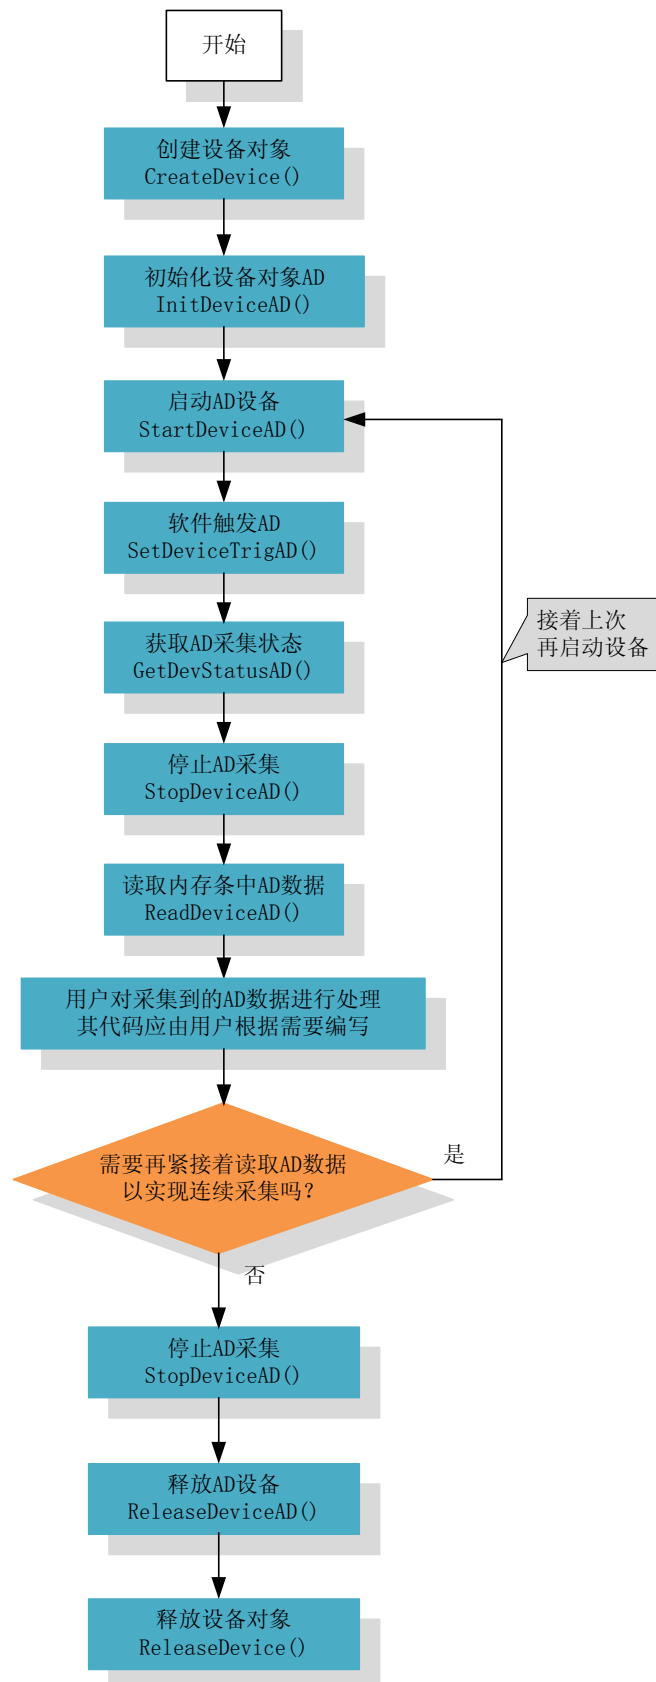 开始
创建设备对象
CreateDevice()
初始化设备对象AD
InitDeviceAD()
启动AD设备
StartDeviceAD()
软件触发AD
SetDeviceTrigAD()
接着上次
再启动设备
获取AD采集状态
GetDevStatusAD()
停止AD采集
StopDeviceAD()
读取内存条中AD数据
ReadDeviceAD()
用户对采集到的AD数据进行处理
其代码应由用户根据需要编写
是
需要再紧接着读取AD数据
以实现连续采集吗?
否
停止AD采集
StopDeviceAD()
释放AD设备
ReleaseDeviceAD()
释放设备对象
ReleaseDevice()